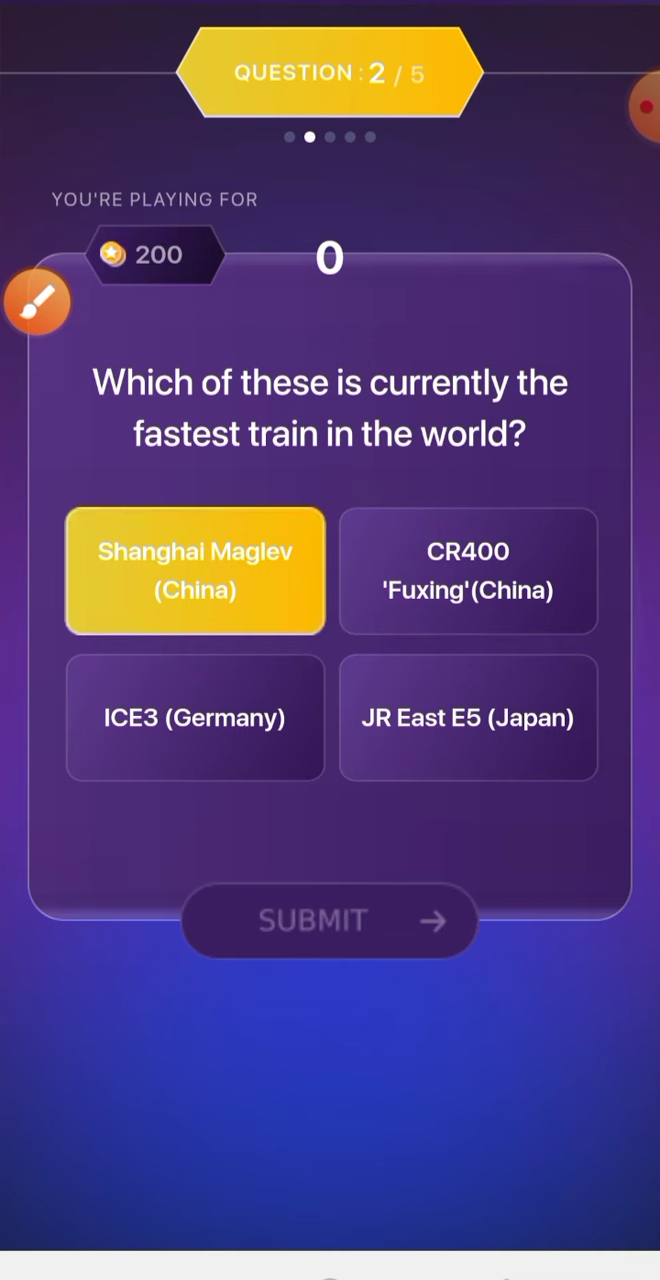 QUESTION : 2 / 5
YOU'RE PLAYING FOR
200
0
Which of these is currently the
fastest train in the world?
Shanghai Maglev
(China)
CR400
'Fuxing'(China)
ICE3 (Germany)
JR East E5 (Japan)
SUBMIT